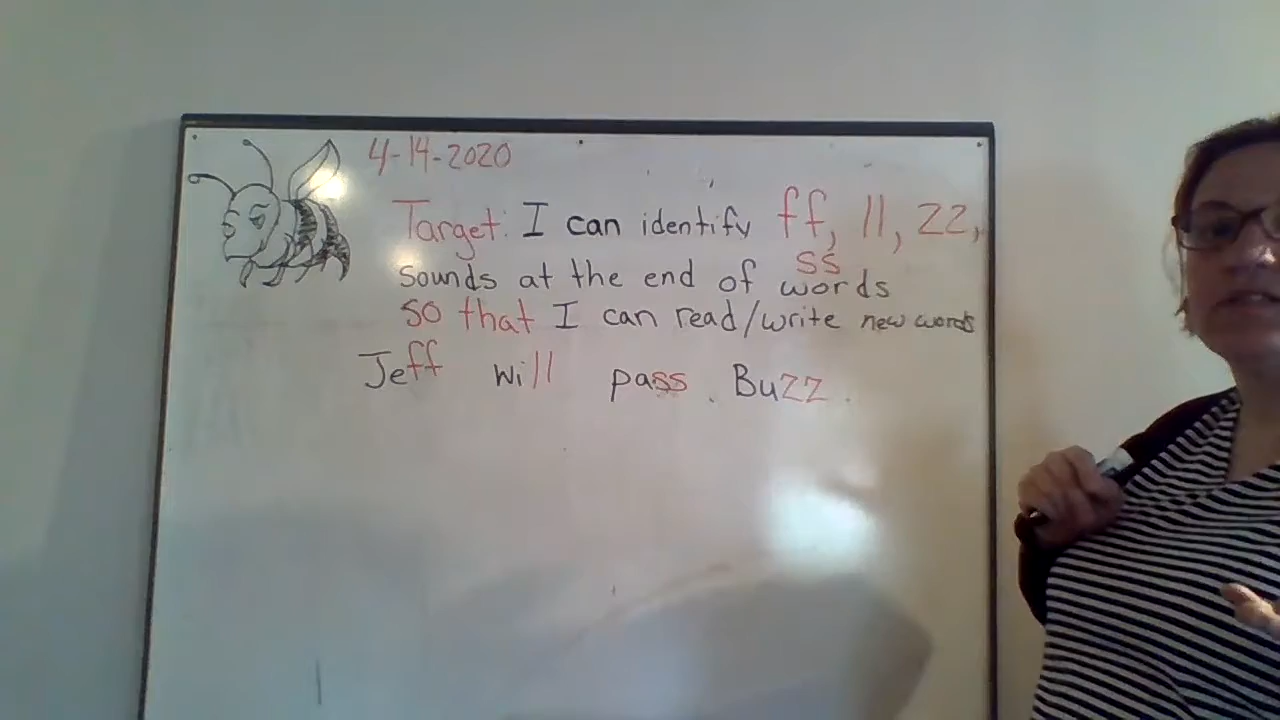 4-14-2020
Target: I can identify ff, ll, zz,
ss
sounds at the end of words
so that I can read/write new words
Jeff will pass. Buzz.